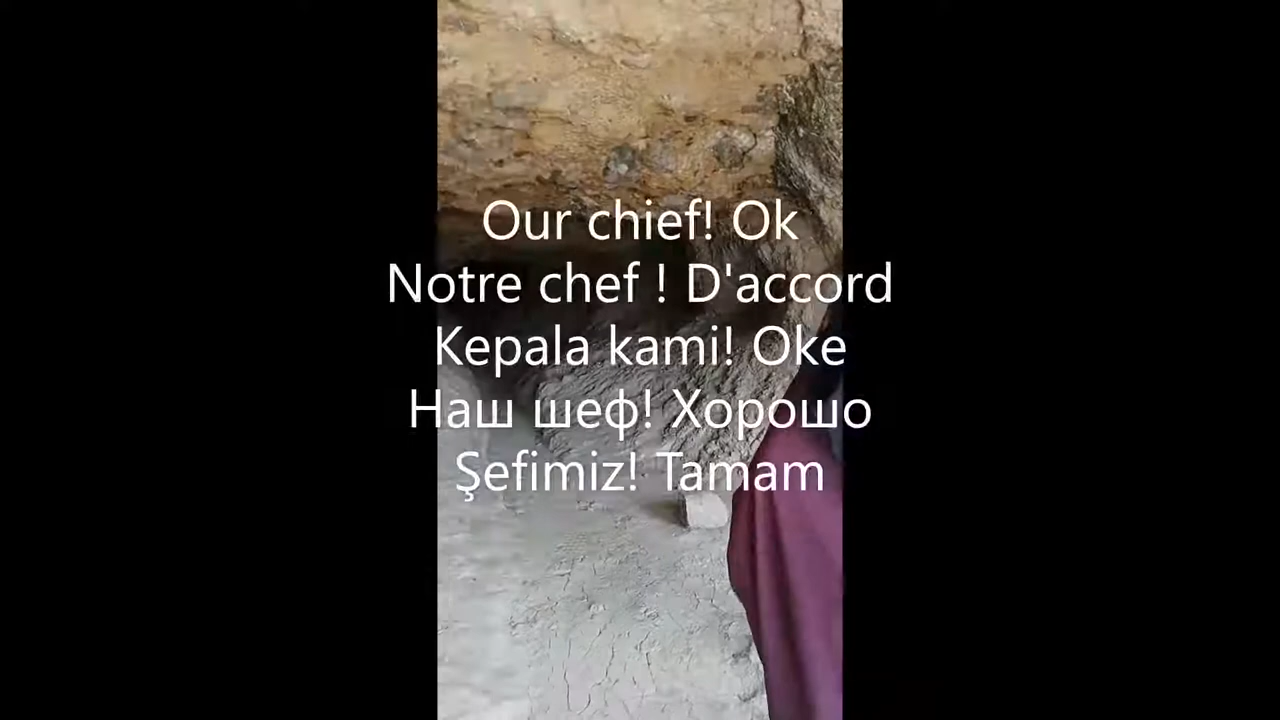 Our chief! Ok
Notre chef ! D'accord
Kepala kami! Oke
Наш шеф! Хорошо
Şefimiz! Tamam